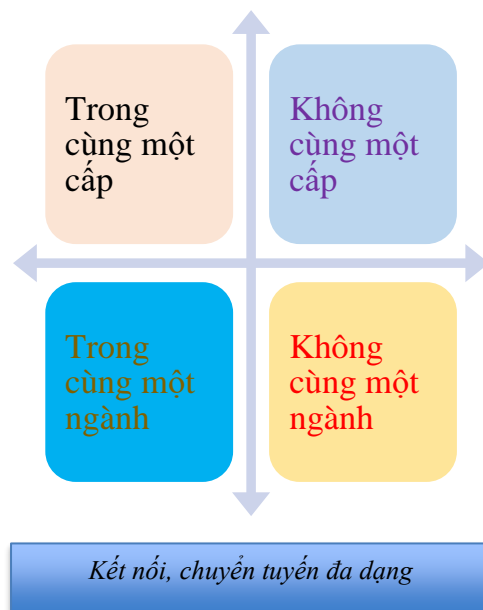 Trong
cùng một
cấp
Không
cùng một
cấp
Trong
cùng một
ngành
Không
cùng một
ngành
Kết nối, chuyển tuyến đa dạng